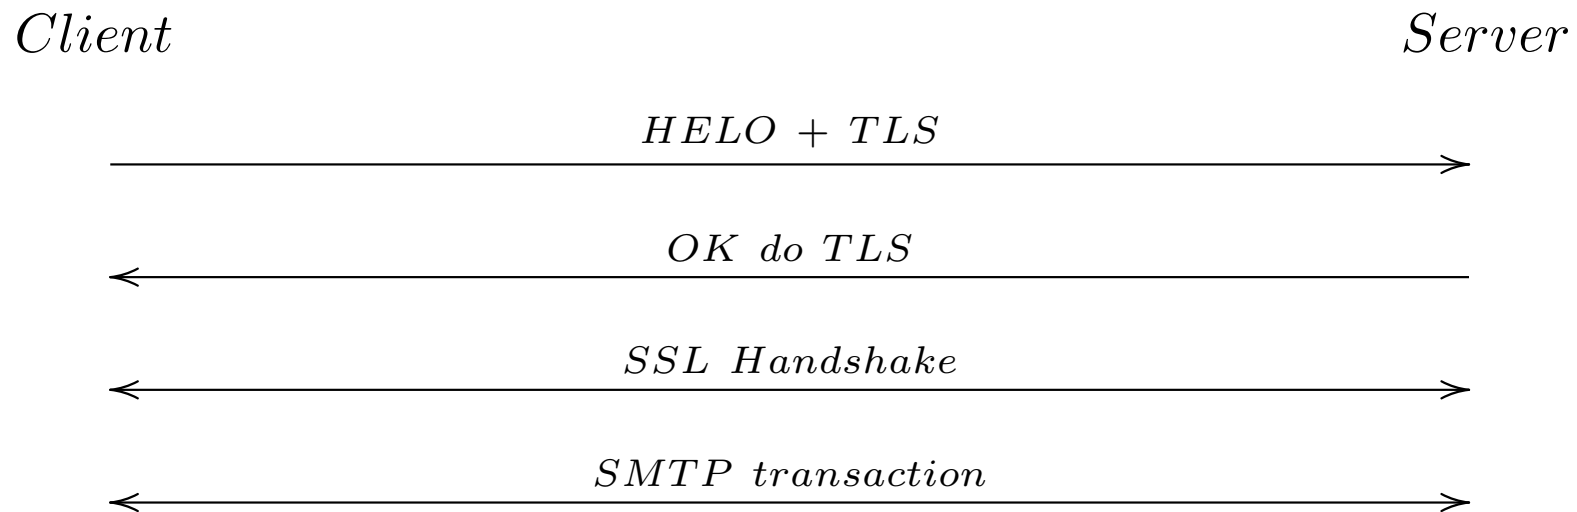 Client Server
HELO + TLS
OK do TLS
SSL Handshake
SMTP transaction